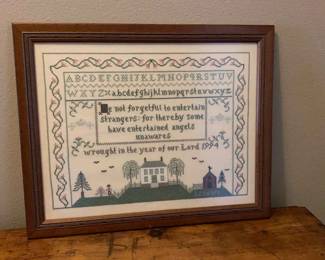 ABCDEFGHIJKLMNOPQRSTUV
WXYZ abcdefghijklmnopqrstuvwxyz
Be not forgetful to entertain
strangers: for thereby some
have entertained angels
unawares
wrought in the year of our Lord 1994